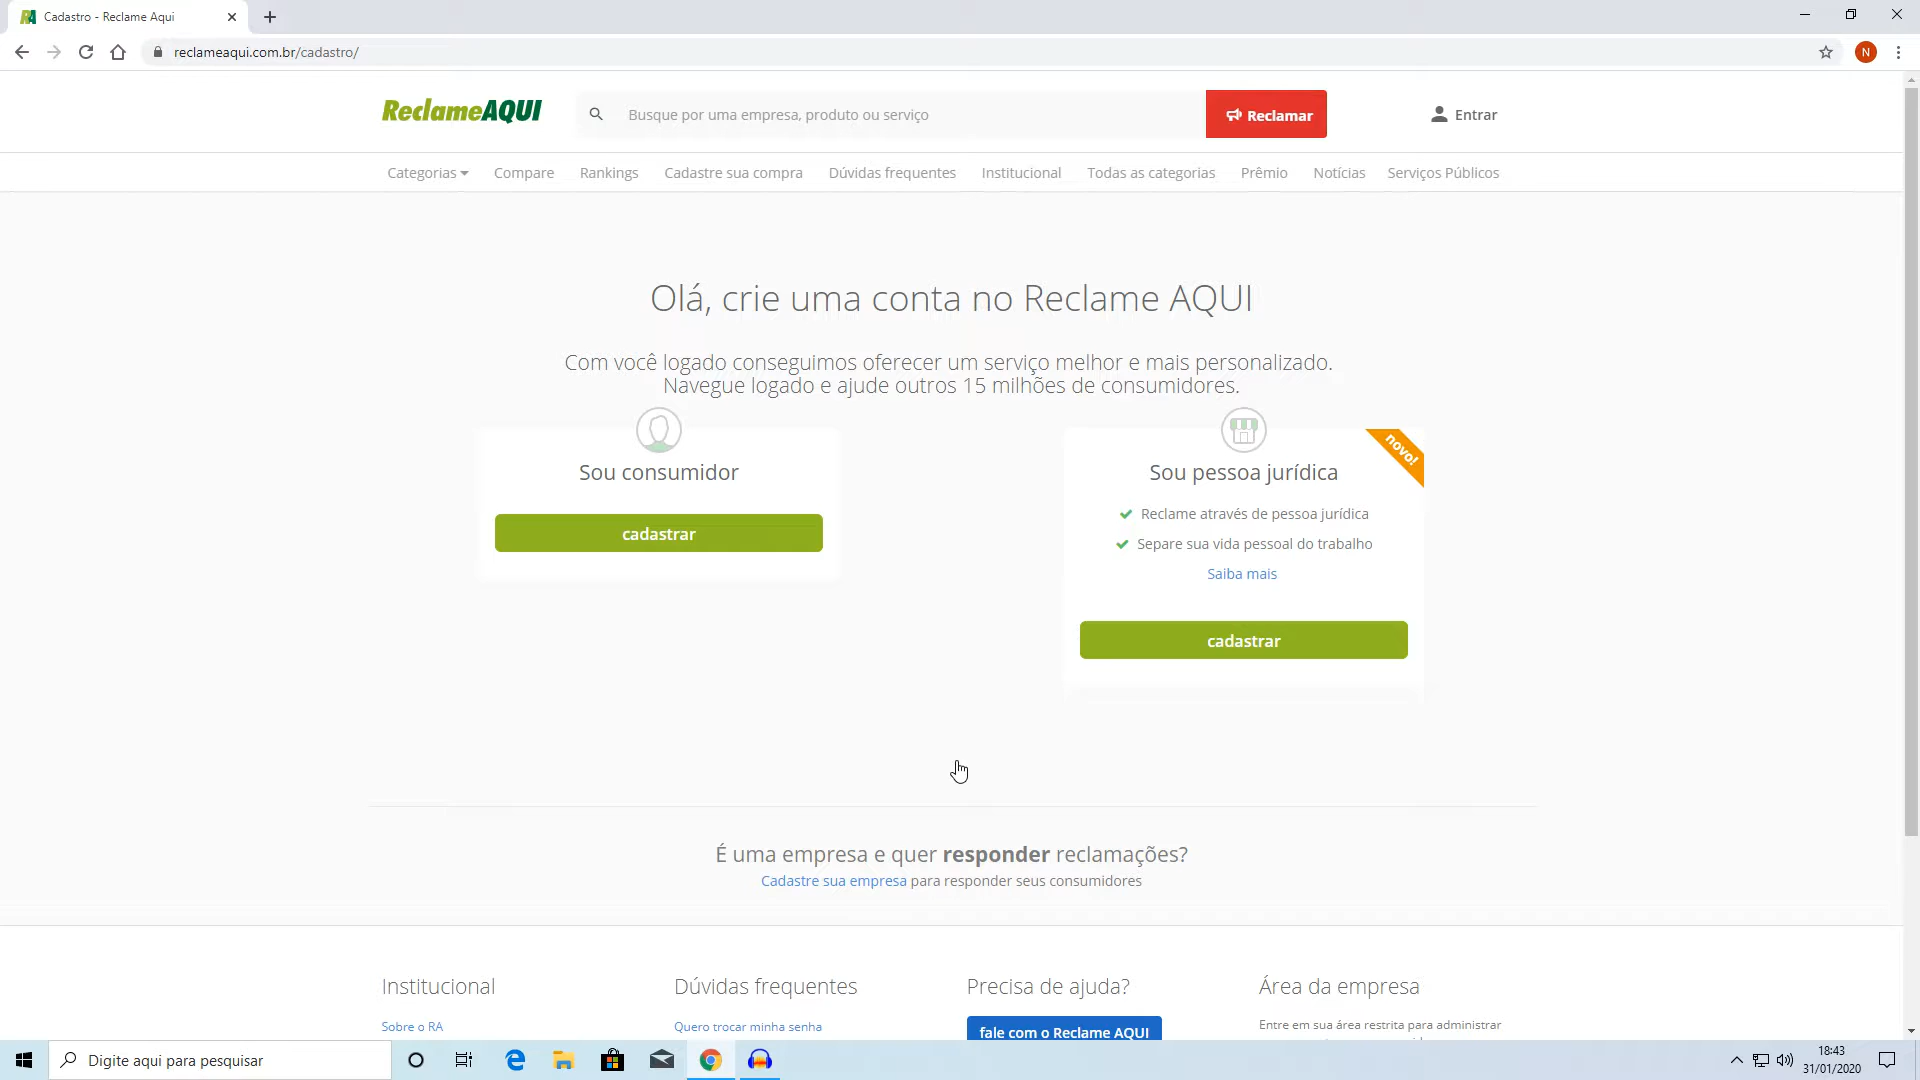 Cadastro - Reclame Aqui
reclameaqui.com.br/cadastro/
N
ReclameAQUI
Busque por uma empresa, produto ou serviço
Reclamar
Entrar
Categorias
Compare
Rankings
Cadastre sua compra
Dúvidas frequentes
Institucional
Todas as categorias
Prêmio
Notícias
Serviços Públicos
Olá, crie uma conta no Reclame AQUI
Com você logado conseguimos oferecer um serviço melhor e mais personalizado.
Navegue logado e ajude outros 15 milhões de consumidores.
Sou consumidor
cadastrar
novo!
Sou pessoa jurídica
Reclame através de pessoa jurídica
Separe sua vida pessoal do trabalho
Saiba mais
cadastrar
É uma empresa e quer responder reclamações?
Cadastre sua empresa para responder seus consumidores
Institucional
Sobre o RA
Dúvidas frequentes
Quero trocar minha senha
Precisa de ajuda?
fale com o Reclame AQUI
Área da empresa
Entre em sua área restrita para administrar
Digite aqui para pesquisar
18:43
31/01/2020